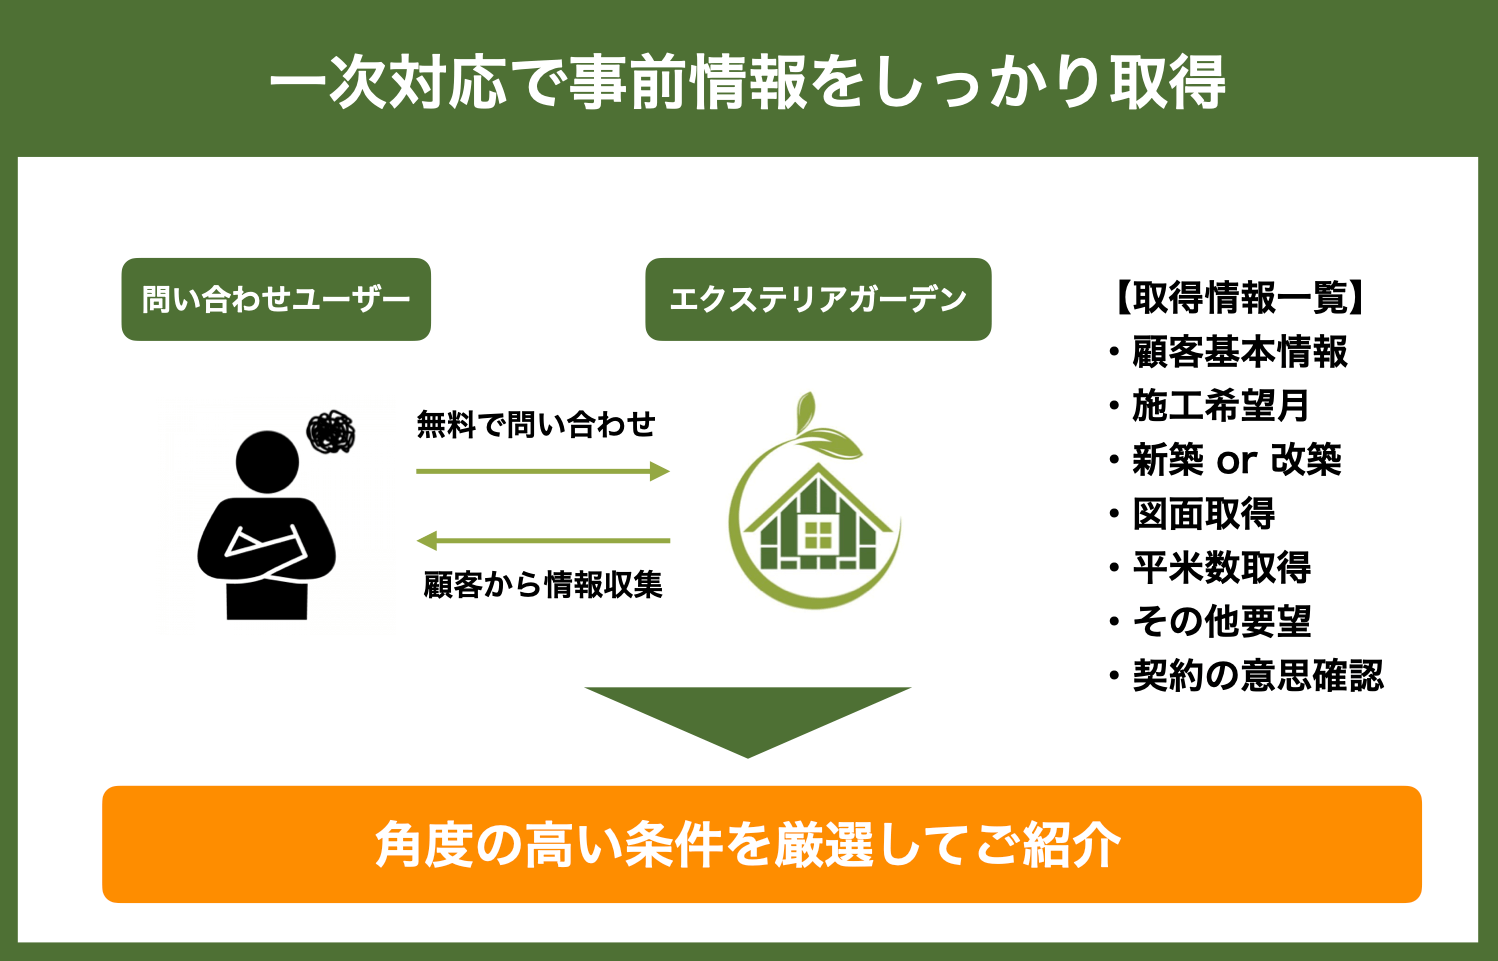 一次対応で事前情報をしっかり取得
問い合わせユーザー
エクステリアガーデン
無料で問い合わせ
顧客から情報収集
【取得情報一覧】
・顧客基本情報
・施工希望月
・新築 or 改築
・図面取得
・平米数取得
・その他要望
・契約の意思確認
角度の高い条件を厳選してご紹介